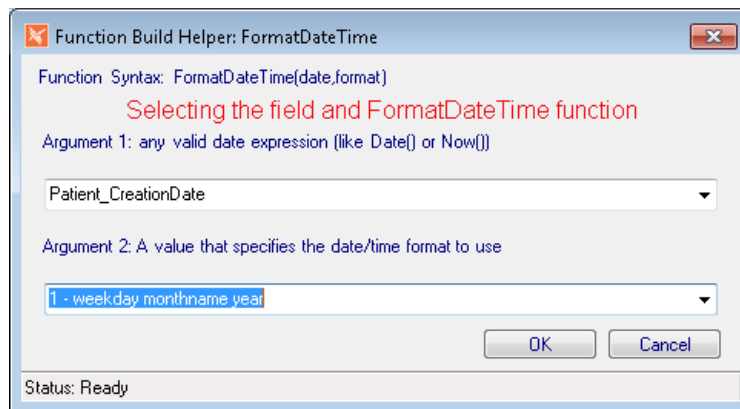 Function Build Helper: FormatDateTime
Function Syntax: FormatDateTime(date,format)
Selecting the field and FormatDateTime function
Argument 1: any valid date expression (like Date() or Now())
Patient_CreationDate
Argument 2: A value that specifies the date/time format to use
1 - weekday monthname year
OK Cancel
Status: Ready